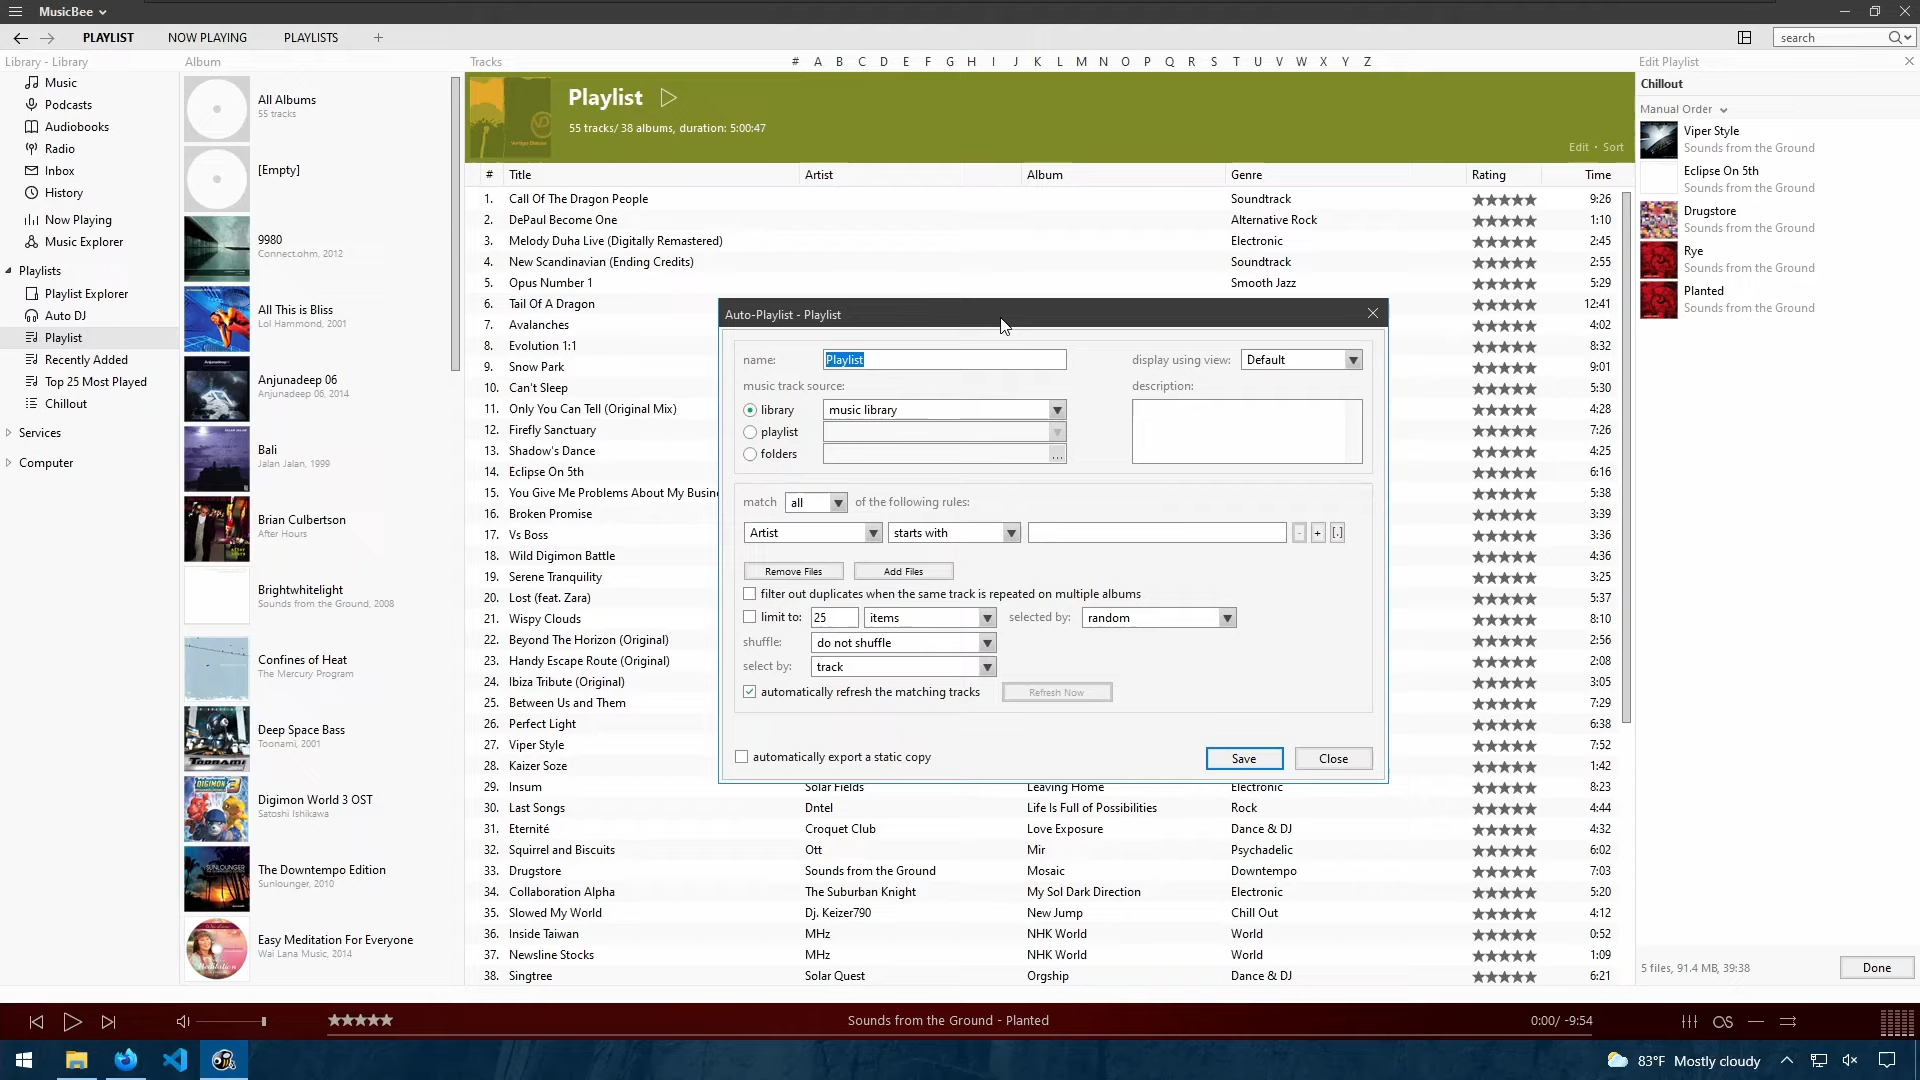 MusicBee
PLAYLIST NOW PLAYING PLAYLISTS +
search
Library - Library
Music
Podcasts
Audiobooks
Radio
Inbox
History
Now Playing
Music Explorer
Playlists
Playlist Explorer
Auto DJ
Playlist
Recently Added
Top 25 Most Played
Chillout
Services
Computer
Album
All Albums
55 tracks
[Empty]
9980
Connect.ohm, 2012
All This is Bliss
Lol Hammond, 2001
Anjunadeep 06
Anjunadeep 06, 2014
Bali
Jalan Jalan, 1999
Brian Culbertson
After Hours
Brightwhitelight
Sounds from the Ground, 2008
Confines of Heat
The Mercury Program
Deep Space Bass
Toonami, 2001
Digimon World 3 OST
Satoshi Ishikawa
The Downtempo Edition
Sunlounger, 2010
Easy Meditation For Everyone
Wai Lana Music, 2014
Tracks
# A B C D E F G H I J K L M N O P Q R S T U V W X Y Z
Playlist
55 tracks/ 38 albums, duration: 5:00:47
Edit · Sort
# Title Artist Album Genre Rating Time
1. Call Of The Dragon People Soundtrack 9:26
2. DePaul Become One Alternative Rock 1:10
3. Melody Duha Live (Digitally Remastered) Electronic 2:45
4. New Scandinavian (Ending Credits) Soundtrack 2:55
5. Opus Number 1 Smooth Jazz 5:29
6. Tail Of A Dragon 12:41
7. Avalanches 4:02
8. Evolution 1:1 8:32
9. Snow Park 9:01
10. Can't Sleep 5:30
11. Only You Can Tell (Original Mix) 4:28
12. Firefly Sanctuary 7:26
13. Shadow's Dance 4:25
14. Eclipse On 5th 6:16
15. You Give Me Problems About My Busin 5:38
16. Broken Promise 3:39
17. Vs Boss 3:36
18. Wild Digimon Battle 4:36
19. Serene Tranquility 3:25
20. Lost (feat. Zara) 5:37
21. Wispy Clouds 8:10
22. Beyond The Horizon (Original) 2:56
23. Handy Escape Route (Original) 2:08
24. Ibiza Tribute (Original) 3:05
25. Between Us and Them 7:29
26. Perfect Light 6:38
27. Viper Style 7:52
28. Kaizer Soze 1:42
29. Insum Solar Fields Leaving Home Electronic 8:23
30. Last Songs Dntel Life Is Full of Possibilities Rock 4:44
31. Eternité Croquet Club Love Exposure Dance & DJ 4:32
32. Squirrel and Biscuits Ott Mir Psychadelic 6:02
33. Drugstore Sounds from the Ground Mosaic Downtempo 7:03
34. Collaboration Alpha The Suburban Knight My Sol Dark Direction Electronic 5:20
35. Slowed My World Dj. Keizer790 New Jump Chill Out 4:12
36. Inside Taiwan MHz NHK World World 0:52
37. Newsline Stocks MHz NHK World World 1:09
38. Singtree Solar Quest Orgship Dance & DJ 6:21
Auto-Playlist - Playlist
name: Playlist display using view: Default
music track source: description:
library music library
playlist
folders ...
match all of the following rules:
Artist starts with - + [.]
Remove Files Add Files
filter out duplicates when the same track is repeated on multiple albums
limit to: 25 items selected by: random
shuffle: do not shuffle
select by: track
automatically refresh the matching tracks Refresh Now
automatically export a static copy Save Close
Edit Playlist
Chillout
Manual Order
Viper Style
Sounds from the Ground
Eclipse On 5th
Sounds from the Ground
Drugstore
Sounds from the Ground
Rye
Sounds from the Ground
Planted
Sounds from the Ground
5 files, 91.4 MB, 39:38 Done
Sounds from the Ground - Planted 0:00/ -9:54
83°F Mostly cloudy